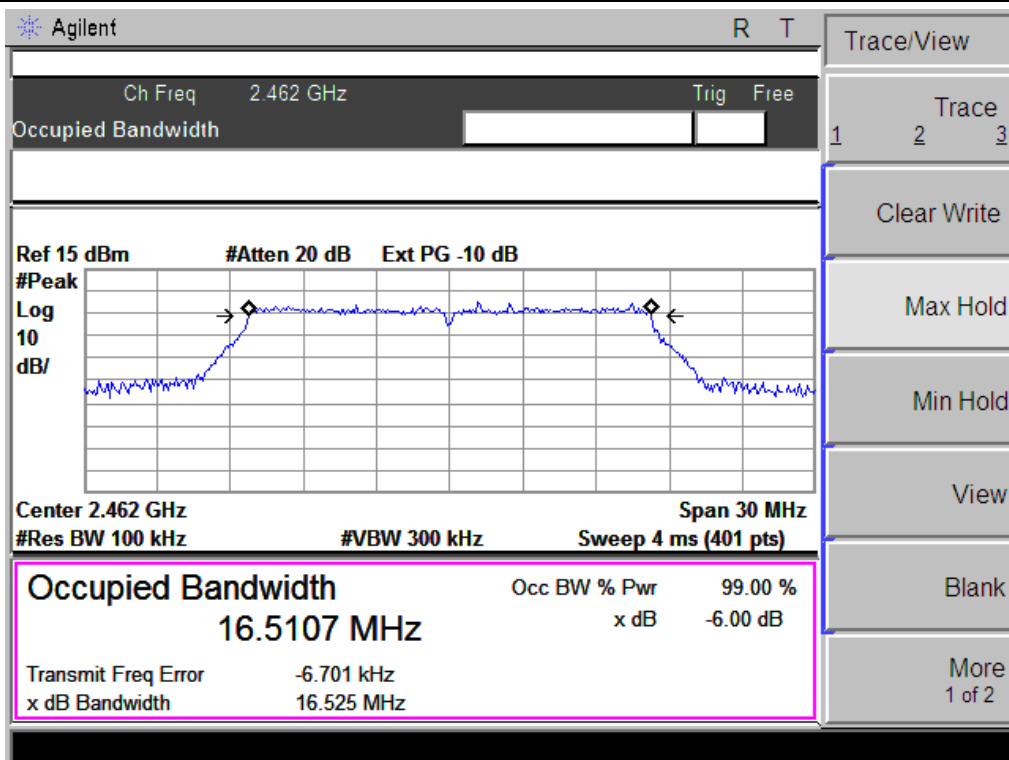 Agilent R T
Ch Freq 2.462 GHz Trig Free
Occupied Bandwidth
Ref 15 dBm #Atten 20 dB Ext PG -10 dB
#Peak
Log
10
dB/
Center 2.462 GHz Span 30 MHz
#Res BW 100 kHz #VBW 300 kHz Sweep 4 ms (401 pts)
Occupied Bandwidth Occ BW % Pwr 99.00 %
16.5107 MHz x dB -6.00 dB
Transmit Freq Error -6.701 kHz
x dB Bandwidth 16.525 MHz
Trace/View
Trace
1 2 3
Clear Write
Max Hold
Min Hold
View
Blank
More
1 of 2